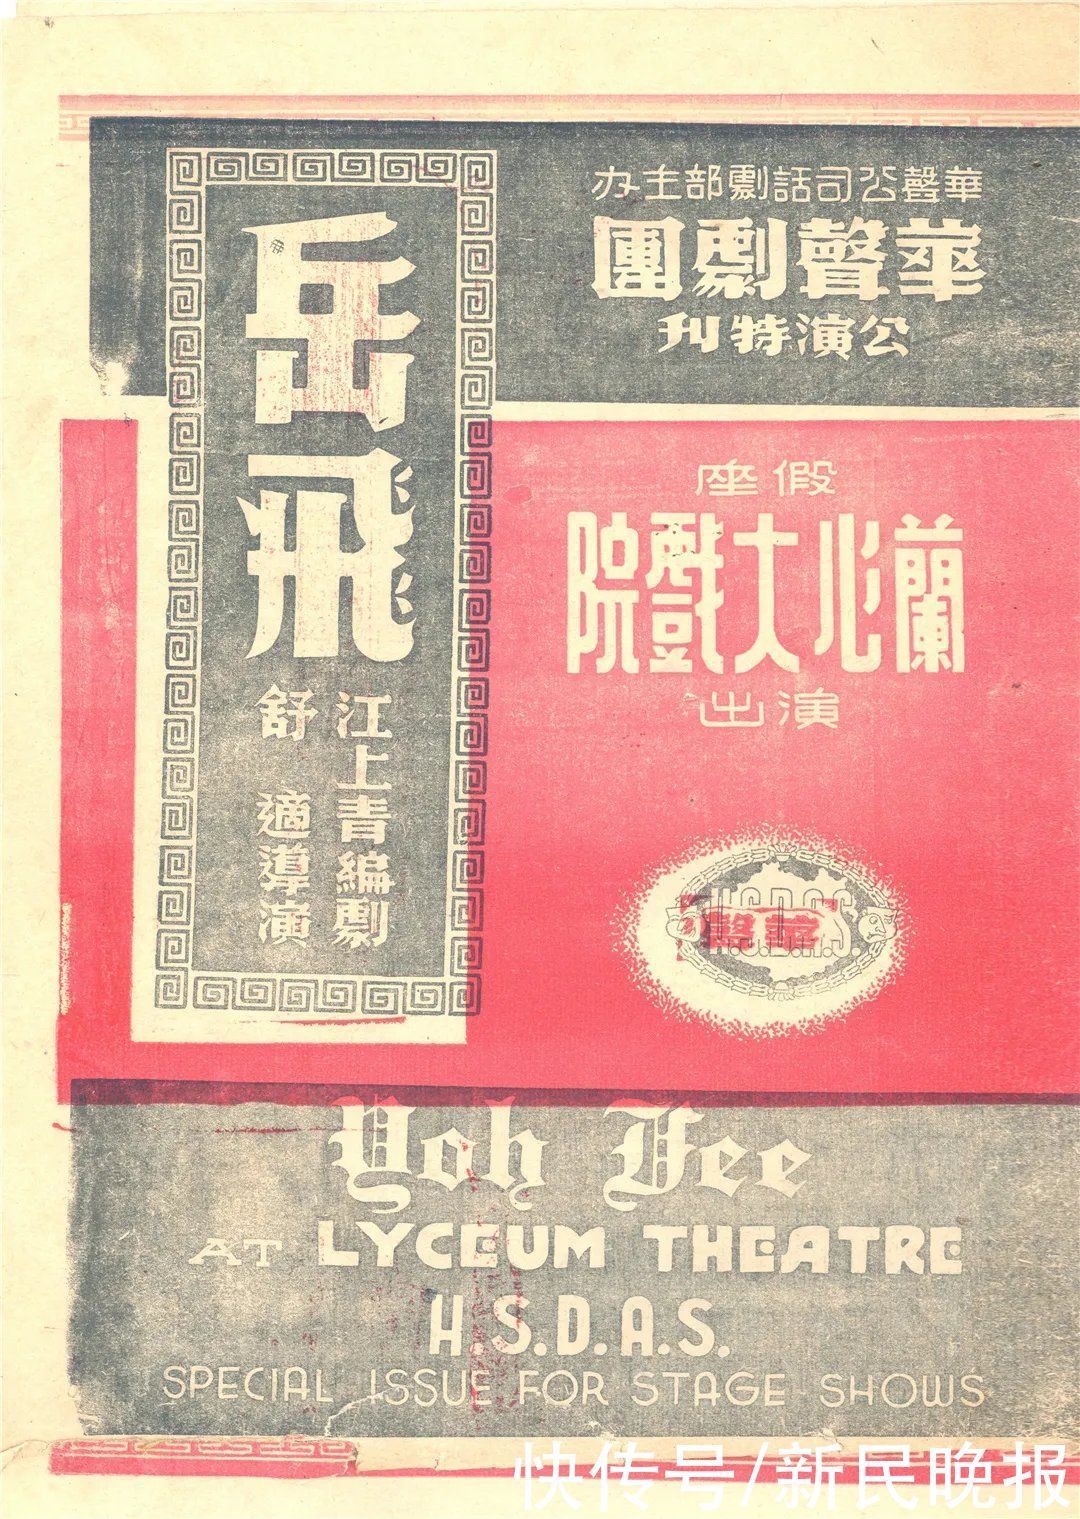 華聲公司話劇部主办
華聲劇團
公演特刊
岳飛
江上青編劇
舒適導演
假座
蘭心大戲院
演出
H.S.D.A.S
華聲
Yoh Fee
AT LYCEUM THEATRE
H.S.D.A.S.
SPECIAL ISSUE FOR STAGE SHOWS
快传号/新民晚报